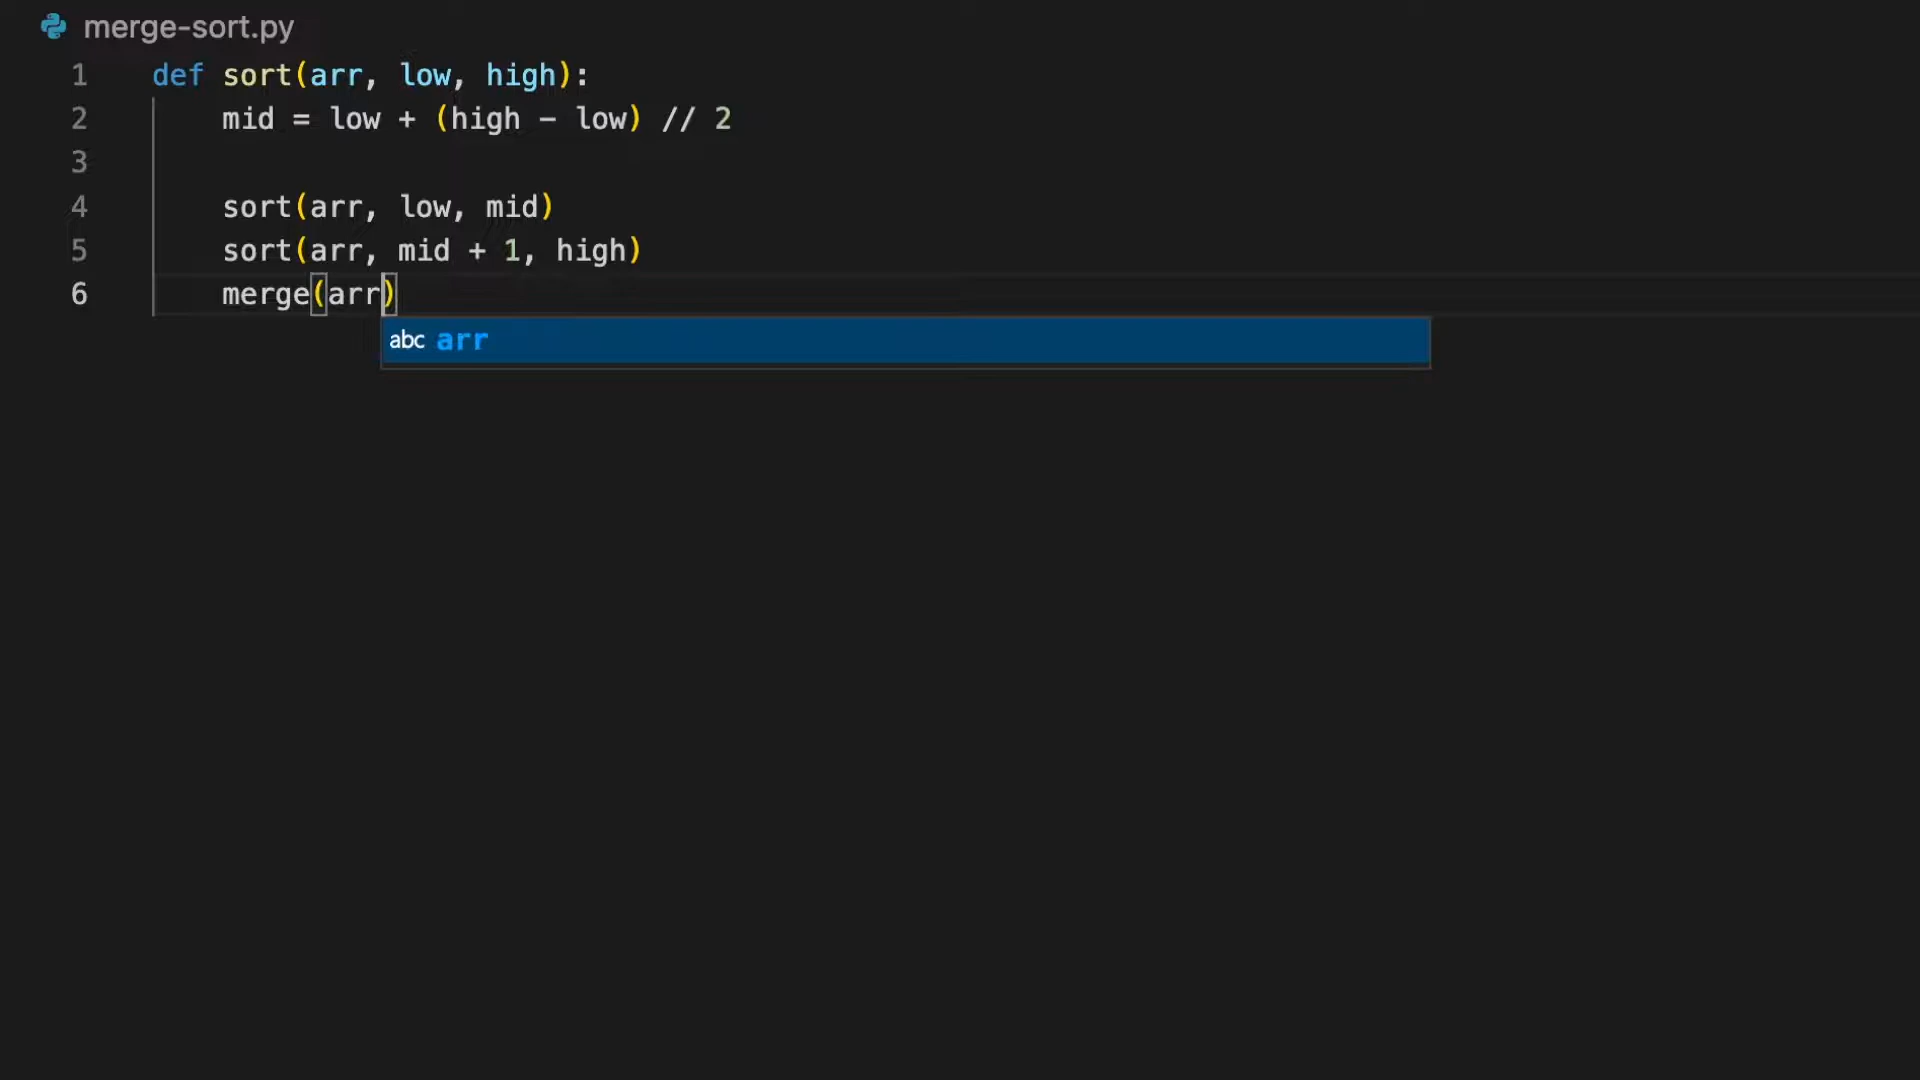 merge-sort.py
1 def sort(arr, low, high):
2     mid = low + (high - low) // 2
3
4     sort(arr, low, mid)
5     sort(arr, mid + 1, high)
6     merge(arr)
abc arr